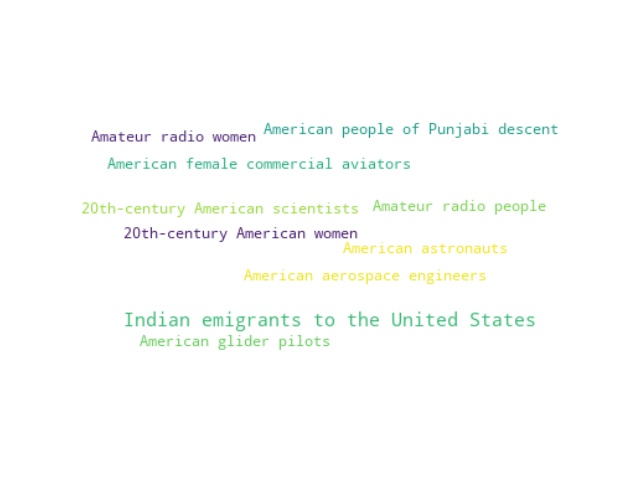 American people of Punjabi descent
Amateur radio women
American female commercial aviators
20th-century American scientists
Amateur radio people
20th-century American women
American astronauts
American aerospace engineers
Indian emigrants to the United States
American glider pilots